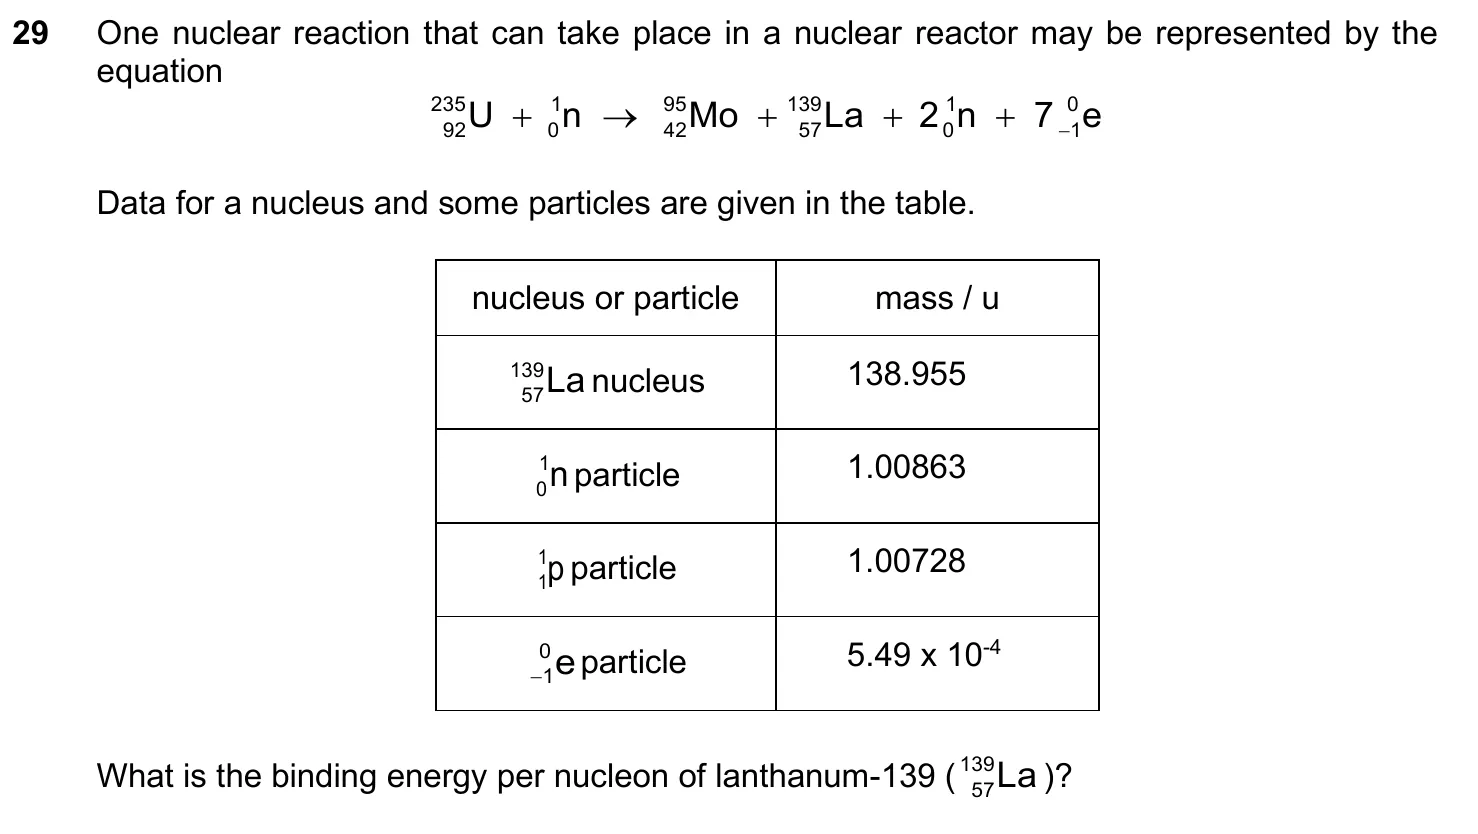 29 One nuclear reaction that can take place in a nuclear reactor may be represented by the
equation
²³⁵₉₂U + ¹₀n → ⁹⁵₄₂Mo + ¹³⁹₅₇La + 2¹₀n + 7⁰₋₁e
Data for a nucleus and some particles are given in the table.
nucleus or particle mass / u
¹³⁹₅₇La nucleus 138.955
¹₀n particle 1.00863
¹₁p particle 1.00728
⁰₋₁e particle 5.49 x 10⁻⁴
What is the binding energy per nucleon of lanthanum-139 (¹³⁹₅₇La)?